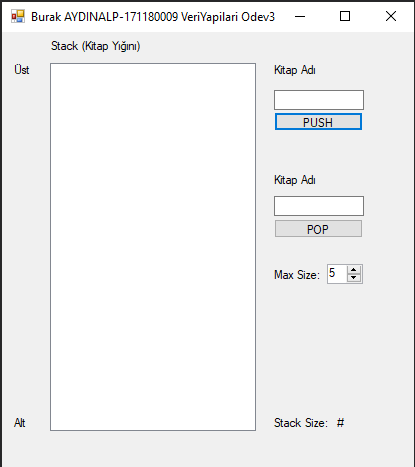 Burak AYDINALP-171180009 VeriYapilari Odev3
Stack (Kitap Yığını)
Üst
Kitap Adı
PUSH
Kitap Adı
POP
Max Size: 5
Alt
Stack Size: #